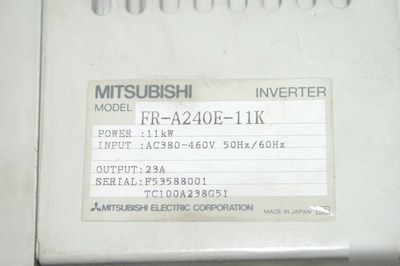 MITSUBISHI INVERTER
MODEL FR-A240E-11K
POWER :11kW
INPUT :AC380-460V 50Hz/60Hz
OUTPUT:23A
SERIAL:F53588001
TC100A238G51
MITSUBISHI ELECTRIC CORPORATION MADE IN JAPAN